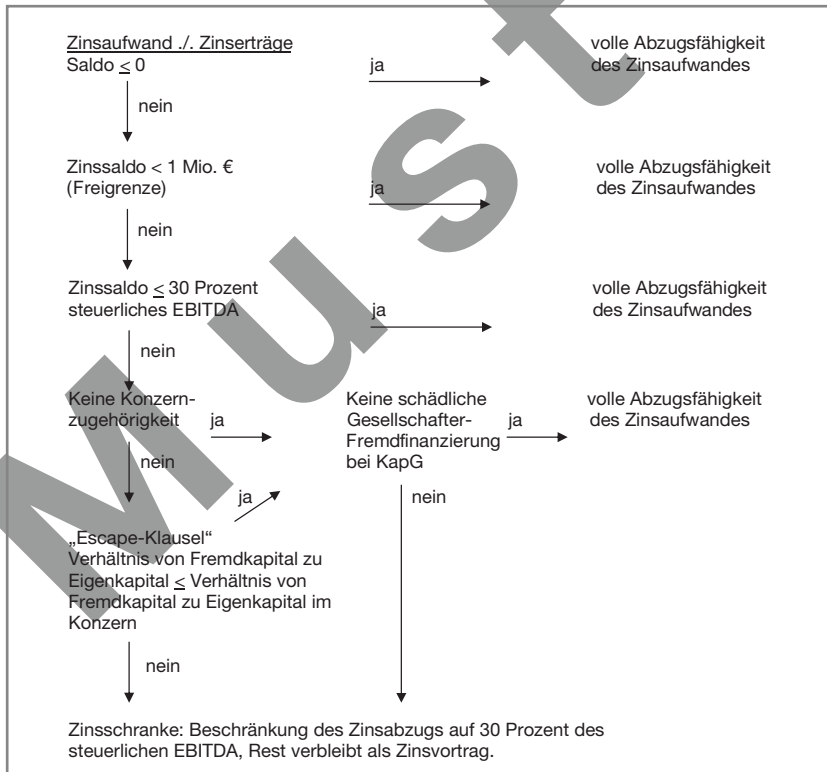 Zinsaufwand ./. Zinserträge
Saldo ≤ 0
ja
volle Abzugsfähigkeit
des Zinsaufwandes
nein
Zinssaldo < 1 Mio. €
(Freigrenze)
ja
volle Abzugsfähigkeit
des Zinsaufwandes
nein
Zinssaldo ≤ 30 Prozent
steuerliches EBITDA
ja
volle Abzugsfähigkeit
des Zinsaufwandes
nein
Keine Konzern-
zugehörigkeit
ja
Keine schädliche
Gesellschafter-
Fremdfinanzierung
bei KapG
ja
volle Abzugsfähigkeit
des Zinsaufwandes
nein
ja
nein
„Escape-Klausel“
Verhältnis von Fremdkapital zu
Eigenkapital ≤ Verhältnis von
Fremdkapital zu Eigenkapital im
Konzern
nein
Zinsschranke: Beschränkung des Zinsabzugs auf 30 Prozent des
steuerlichen EBITDA, Rest verbleibt als Zinsvortrag.
Must